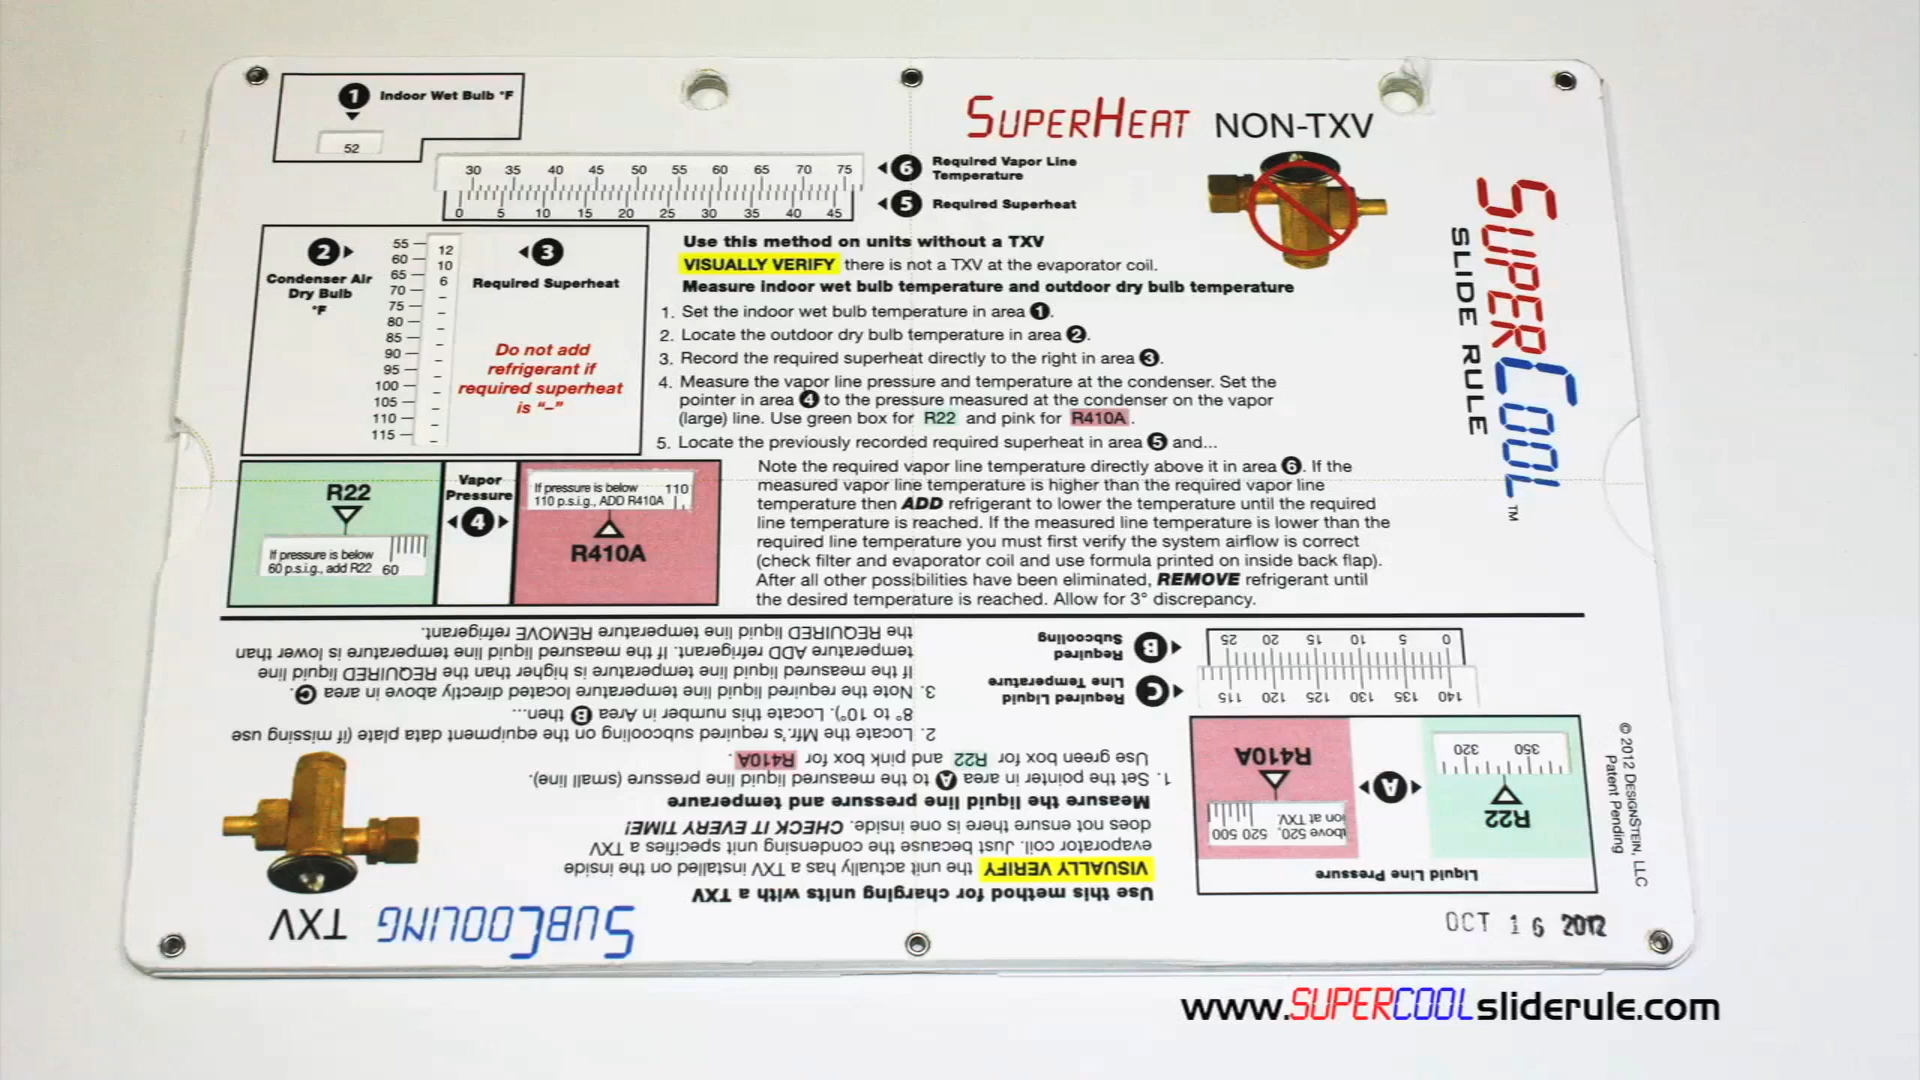 1 Indoor Wet Bulb °F
52
SUPERHEAT NON-TXV
30 35 40 45 50 55 60 65 70 75
6 Required Vapor Line
Temperature
0 5 10 15 20 25 30 35 40 45
5 Required Superheat
2
Condenser Air
Dry Bulb
°F
55 12
60 10
65 6
70 –
75 –
80 –
85 –
90 –
95 –
100 –
105 –
110 –
115 –
3
Required Superheat
Do not add
refrigerant if
required superheat
is “–”
Use this method on units without a TXV
VISUALLY VERIFY there is not a TXV at the evaporator coil.
Measure indoor wet bulb temperature and outdoor dry bulb temperature
1. Set the indoor wet bulb temperature in area 1.
2. Locate the outdoor dry bulb temperature in area 2.
3. Record the required superheat directly to the right in area 3.
4. Measure the vapor line pressure and temperature at the condenser. Set the
pointer in area 4 to the pressure measured at the condenser on the vapor
(large) line. Use green box for R22 and pink for R410A.
5. Locate the previously recorded required superheat in area 5 and...
Note the required vapor line temperature directly above it in area 6. If the
measured vapor line temperature is higher than the required vapor line
temperature then ADD refrigerant to lower the temperature until the required
line temperature is reached. If the measured line temperature is lower than the
required line temperature you must first verify the system airflow is correct
(check filter and evaporator coil and use formula printed on inside back flap).
After all other possibilities have been eliminated, REMOVE refrigerant until
the desired temperature is reached. Allow for 3° discrepancy.
R22
If pressure is below
60 p.s.i.g., add R22 60
Vapor
Pressure
4
If pressure is below 110
110 p.s.i.g., ADD R410A
R410A
SUPERCOOL™
SLIDE RULE
SUBCOOLING TXV
Use this method for charging units with a TXV
VISUALLY VERIFY the unit actually has a TXV installed on the inside
evaporator coil. Just because the condensing unit specifies a TXV
does not ensure there is one inside. CHECK IT EVERY TIME!
Measure the liquid line pressure and temperaure
1. Set the pointer in area A to the measured liquid line pressure (small line).
Use green box for R22 and pink box for R410A.
2. Locate the Mfr.’s required subcooling on the equipment data plate (if missing use
8° to 10°). Locate this number in Area B then...
3. Note the required liquid line temperature located directly above in area C.
If the measured liquid line temperature is higher than the REQUIRED liquid line
temperature ADD refrigerant. If the measured liquid line temperature is lower than
the REQUIRED liquid line temperature REMOVE refrigerant.
Liquid Line Pressure
R22
350 320
A
above 520, 520 500
ion at TXV.
R410A
140 135 130 125 120 115
C Required Liquid
Line Temperature
0 5 10 15 20 25
B Required
Subcooling
© 2012 DESIGNSTEIN, LLC
Patent Pending
OCT 16 2012
www.SUPERCOOLsliderule.com